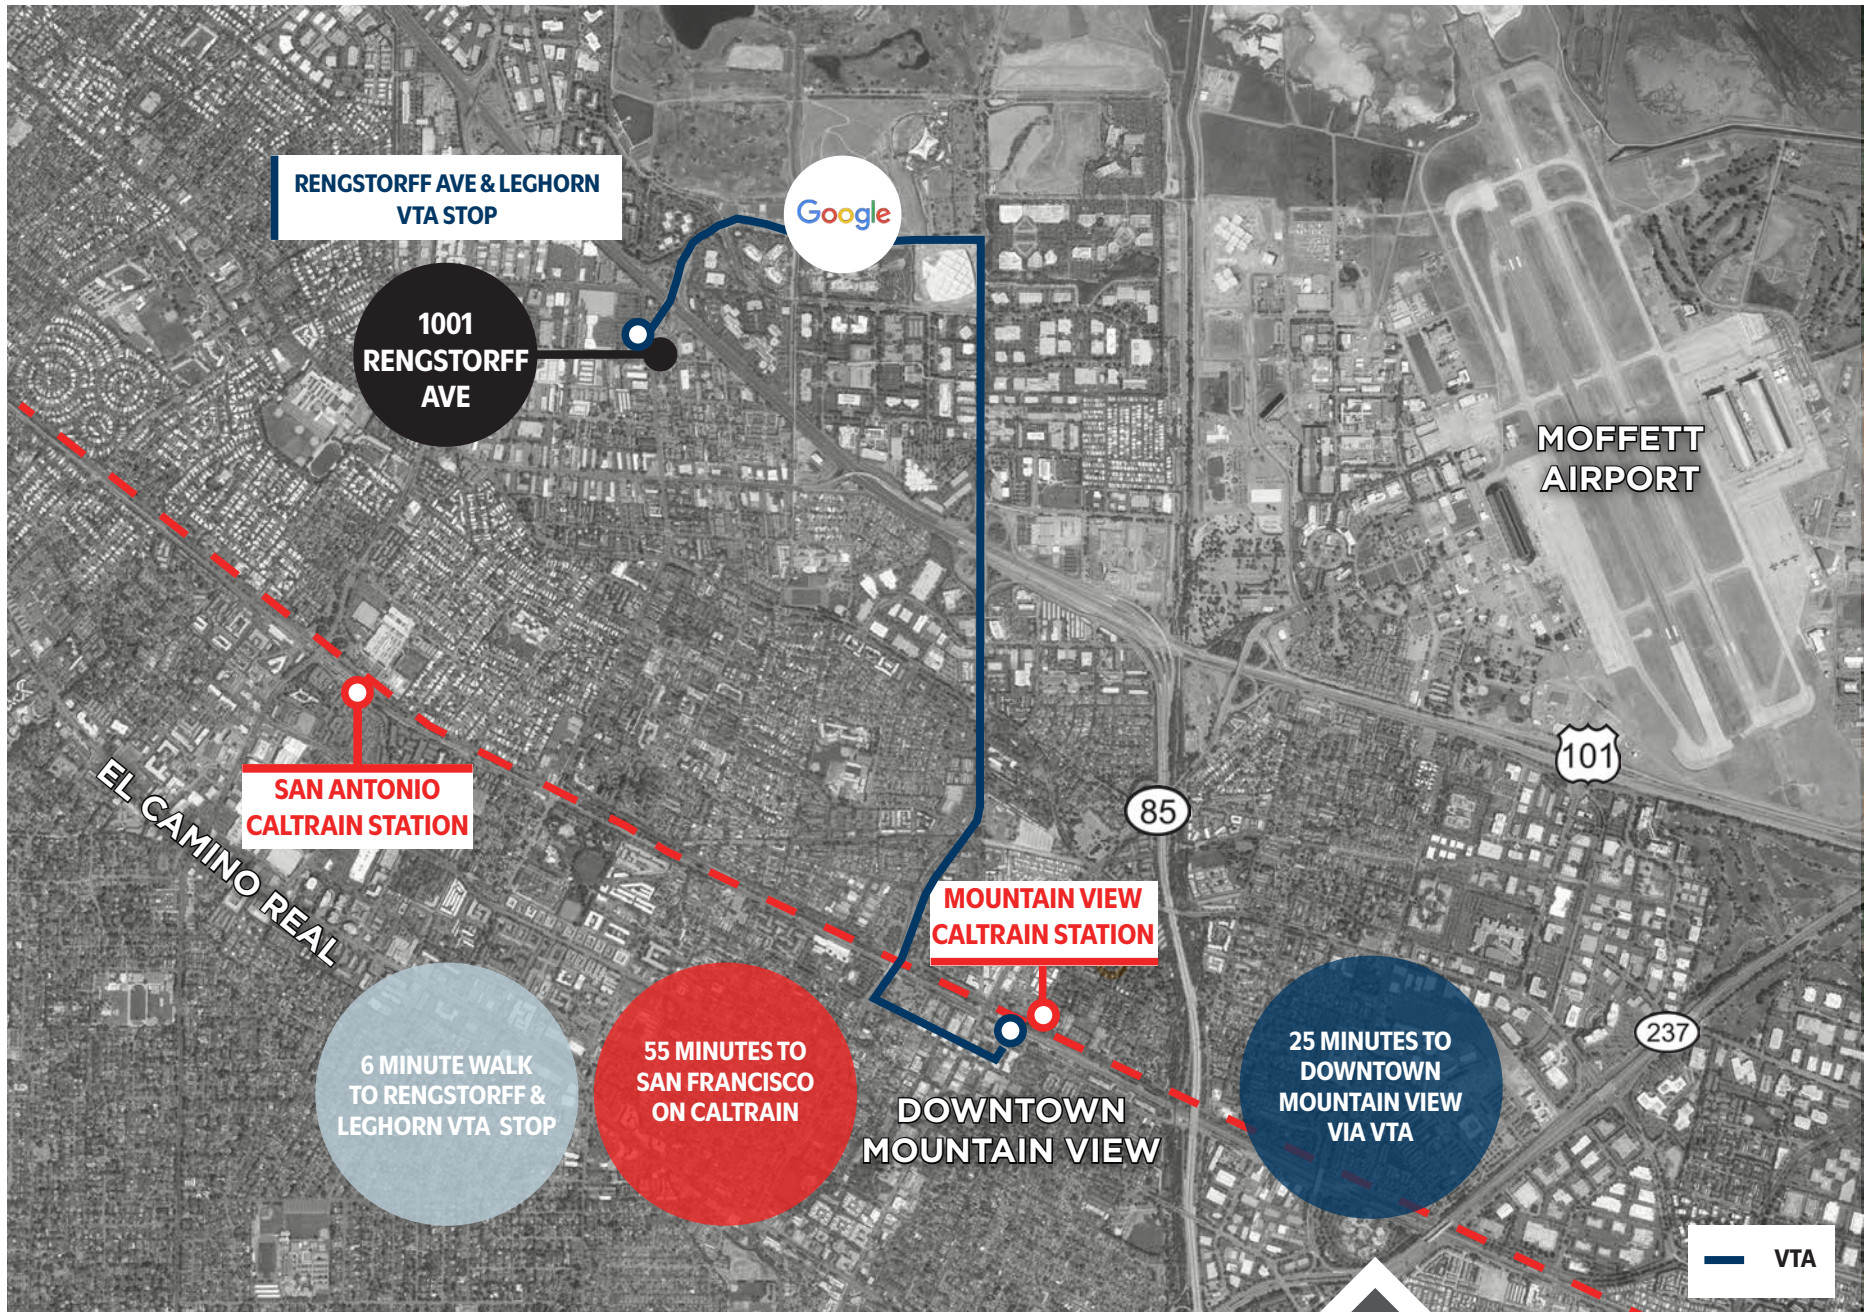 RENGSTORFF AVE & LEGHORN
VTA STOP
Google
1001
RENGSTORFF
AVE
MOFFETT
AIRPORT
101
85
SAN ANTONIO
CALTRAIN STATION
EL CAMINO REAL
MOUNTAIN VIEW
CALTRAIN STATION
237
6 MINUTE WALK
TO RENGSTORFF &
LEGHORN VTA STOP
55 MINUTES TO
SAN FRANCISCO
ON CALTRAIN
DOWNTOWN
MOUNTAIN VIEW
25 MINUTES TO
DOWNTOWN
MOUNTAIN VIEW
VIA VTA
VTA